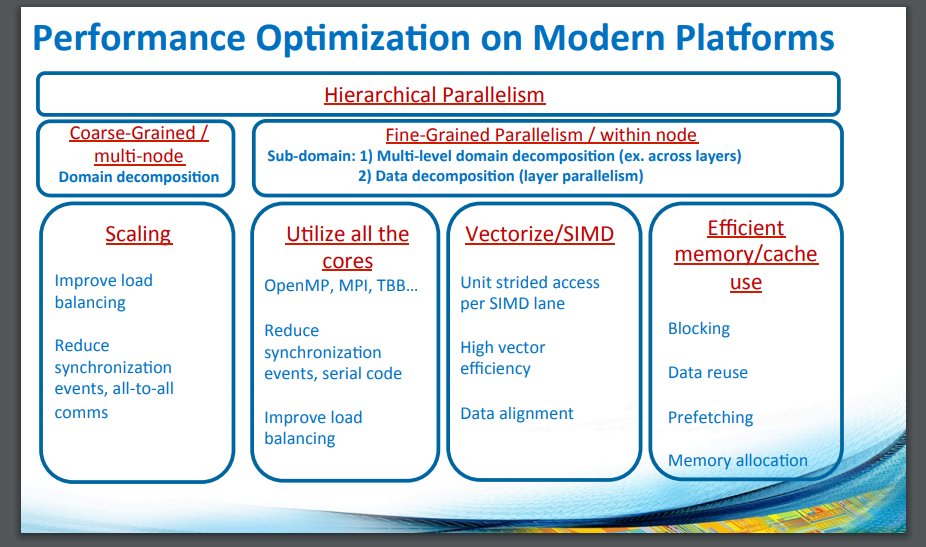 Performance Optimization on Modern Platforms
Hierarchical Parallelism
Coarse-Grained /
multi-node
Domain decomposition
Fine-Grained Parallelism / within node
Sub-domain: 1) Multi-level domain decomposition (ex. across layers)
2) Data decomposition (layer parallelism)
Scaling
Improve load
balancing
Reduce
synchronization
events, all-to-all
comms
Utilize all the
cores
OpenMP, MPI, TBB...
Reduce
synchronization
events, serial code
Improve load
balancing
Vectorize/SIMD
Unit strided access
per SIMD lane
High vector
efficiency
Data alignment
Efficient
memory/cache
use
Blocking
Data reuse
Prefetching
Memory allocation